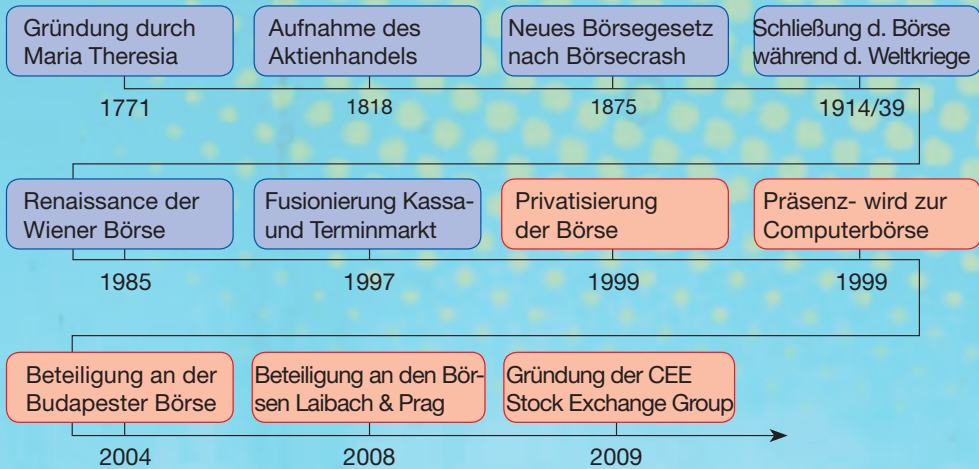 Gründung durch
Maria Theresia
1771
Aufnahme des
Aktienhandels
1818
Neues Börsegesetz
nach Börsecrash
1875
Schließung d. Börse
während d. Weltkriege
1914/39
Renaissance der
Wiener Börse
1985
Fusionierung Kassa-
und Terminmarkt
1997
Privatisierung
der Börse
1999
Präsenz- wird zur
Computerbörse
1999
Beteiligung an der
Budapester Börse
2004
Beteiligung an den Bör-
sen Laibach & Prag
2008
Gründung der CEE
Stock Exchange Group
2009